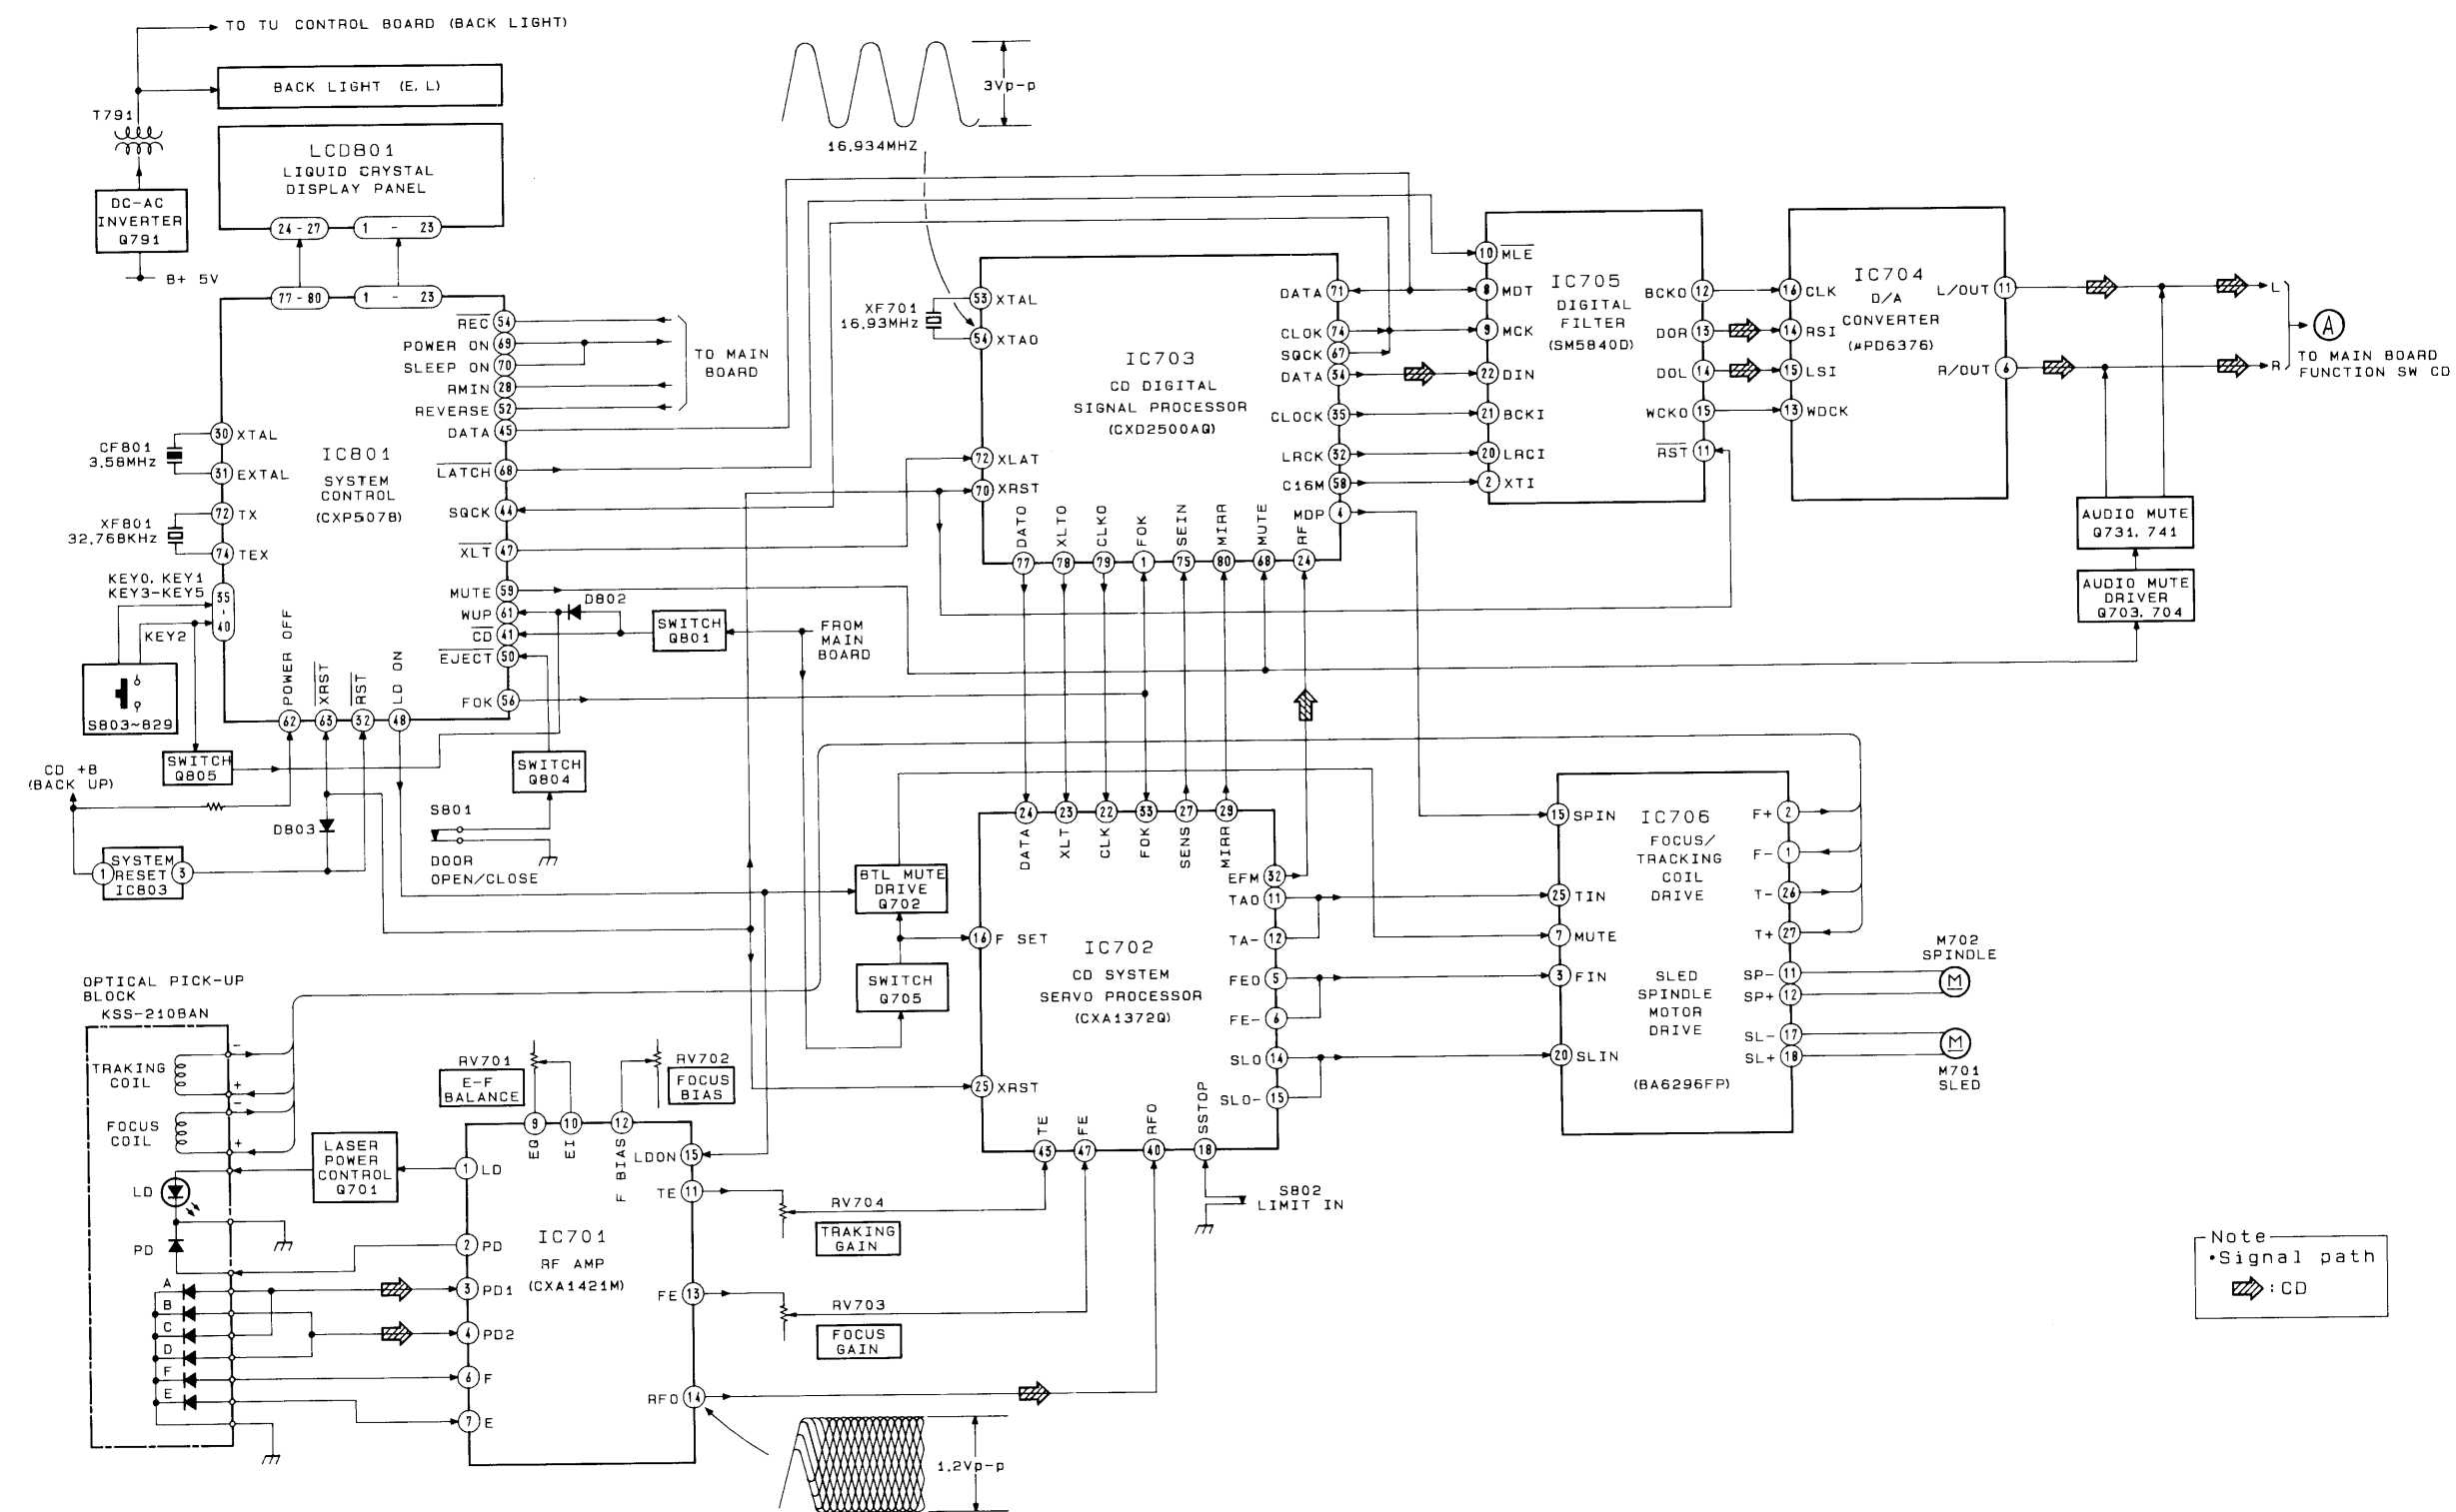 TO TU CONTROL BOARD (BACK LIGHT)
BACK LIGHT (E, L)
T791
LCD801
LIQUID CRYSTAL
DISPLAY PANEL
24 - 27
1 - 23
DC-AC
INVERTER
Q791
B+ 5V
3Vp-p
16,934MHZ
77 - 80
1 - 23
IC801
SYSTEM
CONTROL
(CXP5078)
REC 54
POWER ON 69
SLEEP ON 70
RMIN 28
REVERSE 52
DATA 45
LATCH 68
SQCK 44
XLT 47
MUTE 59
WUP 61
CD 41
EJECT 50
FOK 56
TO MAIN
BOARD
CF801
3,58MHz
30 XTAL
31 EXTAL
XF801
32,768KHz
72 TX
74 TEX
KEY0, KEY1
KEY3-KEY5
35 - 40
KEY2
S803~829
62 POWER OFF
63 XRST
32 RST
48 LD ON
D802
SWITCH
Q801
FROM
MAIN
BOARD
SWITCH
Q805
SWITCH
Q804
CD +B
(BACK UP)
D803
1 SYSTEM
RESET
IC803 3
S801
DOOR
OPEN/CLOSE
XF701
16,93MHz
53 XTAL
54 XTAO
72 XLAT
70 XRST
IC703
CD DIGITAL
SIGNAL PROCESSOR
(CXD2500AQ)
DATA 71
CLOK 74
SQCK 67
DATA 34
CLOCK 35
LRCK 32
C16M 58
MDP 4
77 DATO
78 XLTO
79 CLKO
1 FOK
75 SEIN
80 MIRR
68 MUTE
24 RF
IC705
DIGITAL
FILTER
(SM5840D)
10 MLE
8 MDT
9 MCK
22 DIN
21 BCKI
20 LRCI
2 XTI
BCKO 12
DOR 13
DOL 14
WCKO 15
RST 11
IC704
D/A
CONVERTER
(μPD6376)
16 CLK
14 RSI
15 LSI
13 WDCK
L/OUT 11
R/OUT 6
L
R
A
TO MAIN BOARD
FUNCTION SW CD
AUDIO MUTE
Q731, 741
AUDIO MUTE
DRIVER
Q703, 704
BTL MUTE
DRIVE
Q702
SWITCH
Q705
IC702
CD SYSTEM
SERVO PROCESSOR
(CXA1372Q)
24 DATA
23 XLT
22 CLK
33 FOK
27 SENS
29 MIRR
EFM 32
TAO 11
TA- 12
FEO 5
FE- 6
SLO 14
SLO- 15
16 F SET
25 XRST
43 TE
47 FE
40 RFO
18 SSTOP
S802
LIMIT IN
IC706
FOCUS/
TRACKING
COIL
DRIVE
SLED
SPINDLE
MOTOR
DRIVE
(BA6296FP)
15 SPIN
25 TIN
7 MUTE
3 FIN
20 SLIN
F+ 2
F- 1
T- 26
T+ 27
SP- 11
SP+ 12
SL- 17
SL+ 18
M702
SPINDLE
M
M
M701
SLED
OPTICAL PICK-UP
BLOCK
KSS-210BAN
TRAKING
COIL
- +
FOCUS
COIL
- +
LD
PD
A
B
C
D
F
E
LASER
POWER
CONTROL
Q701
RV701
E-F
BALANCE
RV702
FOCUS
BIAS
9 EQ
10 EI
12 F BIAS
IC701
RF AMP
(CXA1421M)
1 LD
2 PD
3 PD1
4 PD2
6 F
7 E
LDON 15
TE 11
FE 13
RFO 14
RV704
TRAKING
GAIN
RV703
FOCUS
GAIN
1.2Vp-p
Note
•Signal path
: CD